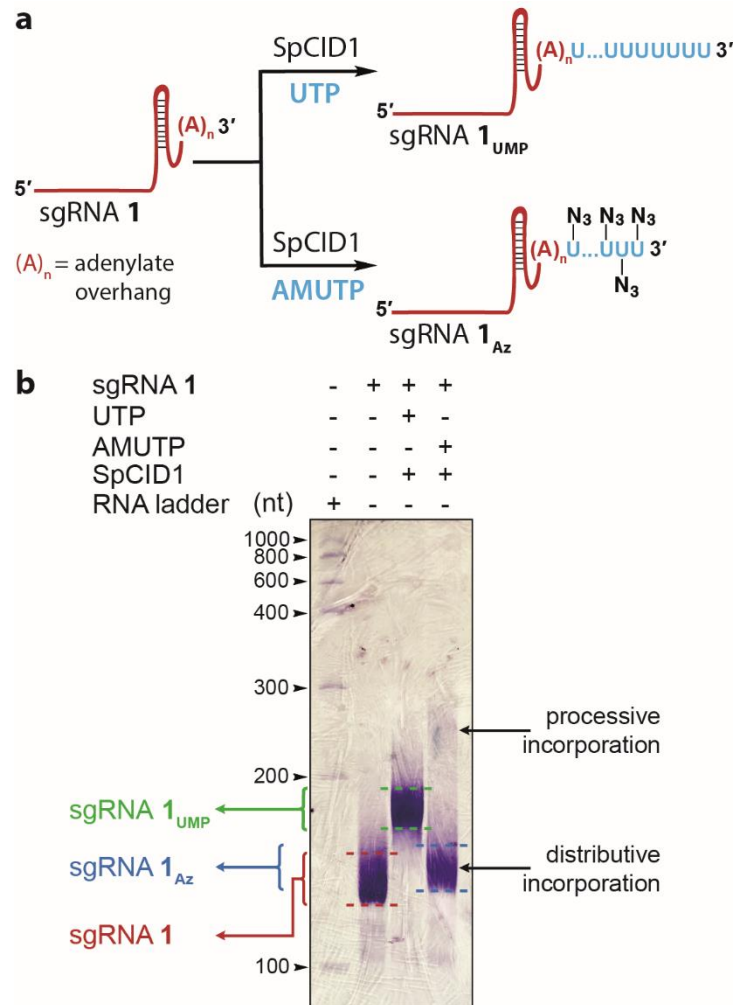 a
SpCID1
UTP
(A)n U...UUUUUUU 3′
5′
sgRNA 1UMP
(A)n 3′
5′
sgRNA 1
(A)n = adenylate
overhang
SpCID1
AMUTP
N3 N3 N3
(A)n U...UUU 3′
N3
5′
sgRNA 1Az
b
sgRNA 1 - + + +
UTP - - + -
AMUTP - - - +
SpCID1 - - + +
RNA ladder (nt) + - - -
1000
800
600
400
300
processive
incorporation
200
sgRNA 1UMP
sgRNA 1Az
distributive
incorporation
sgRNA 1
100